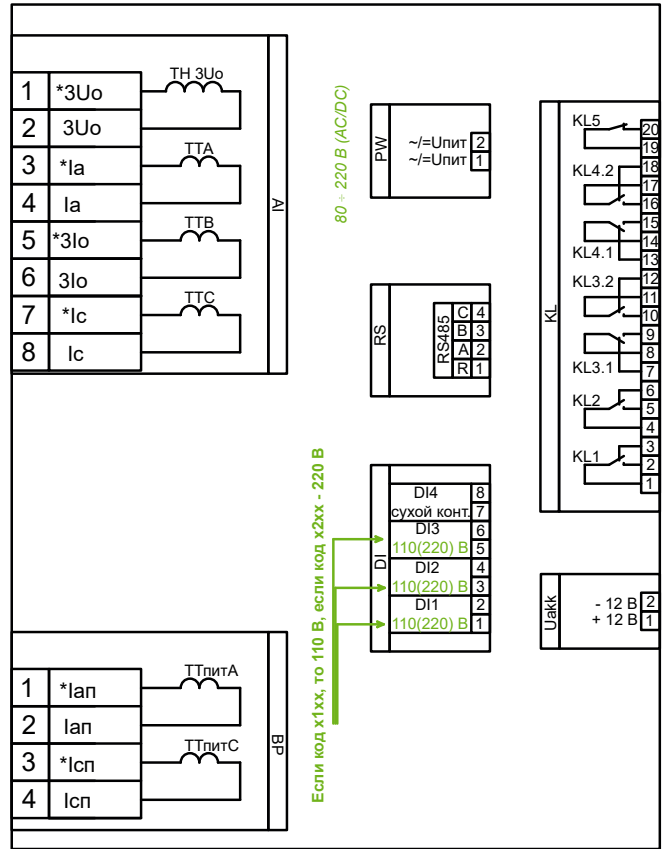 ТН 3Uo
1 *3Uo
2 3Uo
ТТА
3 *Ia
4 Ia
ТТВ
5 *3Io
6 3Io
ТТС
7 *Ic
8 Ic
AI
80 ÷ 220 В (AC/DC)
PW
~/=Uпит 2
~/=Uпит 1
RS
RS485
C 4
B 3
A 2
R 1
KL
KL5
20
19
18
KL4.2
17
16
15
14
KL4.1
13
KL3.2
12
11
10
9
8
KL3.1
7
6
KL2
5
4
3
KL1
2
1
Если код х1хх, то 110 В, если код х2хх - 220 В
DI
DI4 8
сухой конт. 7
DI3 6
110(220) В 5
DI2 4
110(220) В 3
DI1 2
110(220) В 1
Uakk
- 12 В 2
+ 12 В 1
ТТпитА
1 *Iап
2 Iап
ТТпитС
3 *Iсп
4 Iсп
BP